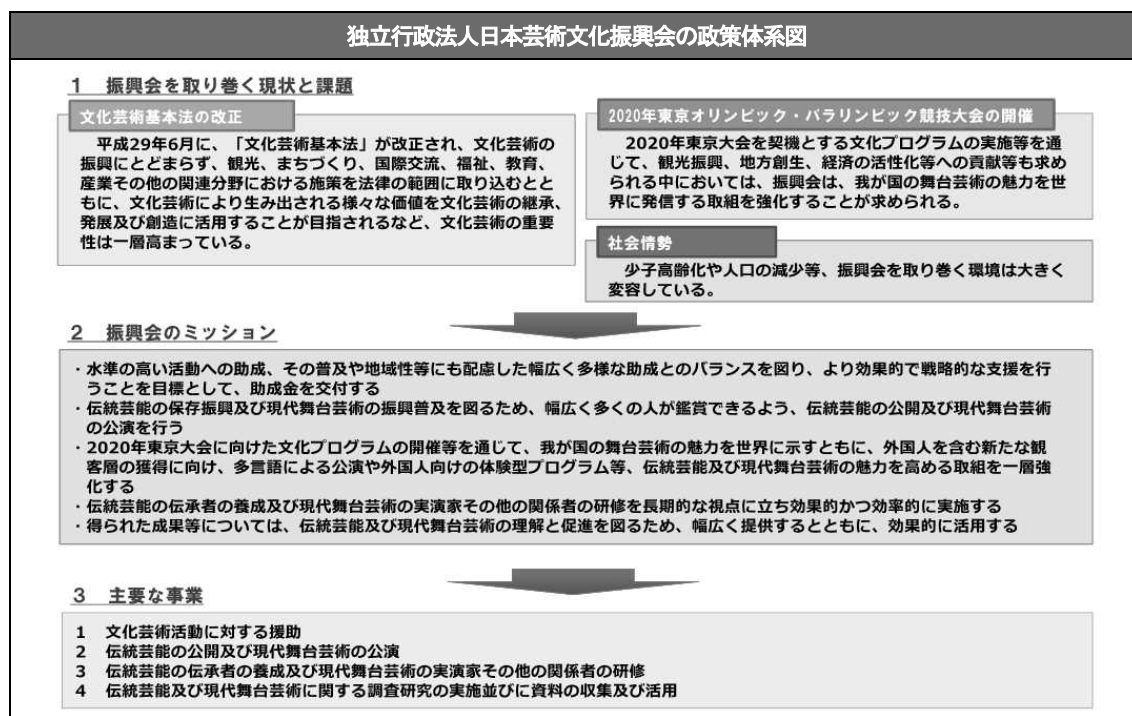 独立行政法人日本芸術文化振興会の政策体系図
1 振興会を取り巻く現状と課題
文化芸術基本法の改正
平成29年6月に、「文化芸術基本法」が改正され、文化芸術の
振興にとどまらず、観光、まちづくり、国際交流、福祉、教育、
産業その他の関連分野における施策を法律の範囲に取り込むとと
もに、文化芸術により生み出される様々な価値を文化芸術の継承、
発展及び創造に活用することが目指されるなど、文化芸術の重要
性は一層高まっている。
2020年東京オリンピック・パラリンピック競技大会の開催
2020年東京大会を契機とする文化プログラムの実施等を通
じて、観光振興、地方創生、経済の活性化等への貢献等も求め
られる中においては、振興会は、我が国の舞台芸術の魅力を世
界に発信する取組を強化することが求められる。
社会情勢
少子高齢化や人口の減少等、振興会を取り巻く環境は大きく
変容している。
2 振興会のミッション
・水準の高い活動への助成、その普及や地域性等にも配慮した幅広く多様な助成とのバランスを図り、より効果的で戦略的な支援を行
うことを目標として、助成金を交付する
・伝統芸能の保存振興及び現代舞台芸術の振興普及を図るため、幅広く多くの人が鑑賞できるよう、伝統芸能の公開及び現代舞台芸術
の公演を行う
・2020年東京大会に向けた文化プログラムの開催等を通じて、我が国の舞台芸術の魅力を世界に示すともに、外国人を含む新たな観
客層の獲得に向け、多言語による公演や外国人向けの体験型プログラム等、伝統芸能及び現代舞台芸術の魅力を高める取組を一層強
化する
・伝統芸能の伝承者の養成及び現代舞台芸術の実演家その他の関係者の研修を長期的な視点に立ち効果的かつ効率的に実施する
・得られた成果等については、伝統芸能及び現代舞台芸術の理解と促進を図るため、幅広く提供するとともに、効果的に活用する
3 主要な事業
1 文化芸術活動に対する援助
2 伝統芸能の公開及び現代舞台芸術の公演
3 伝統芸能の伝承者の養成及び現代舞台芸術の実演家その他の関係者の研修
4 伝統芸能及び現代舞台芸術に関する調査研究の実施並びに資料の収集及び活用